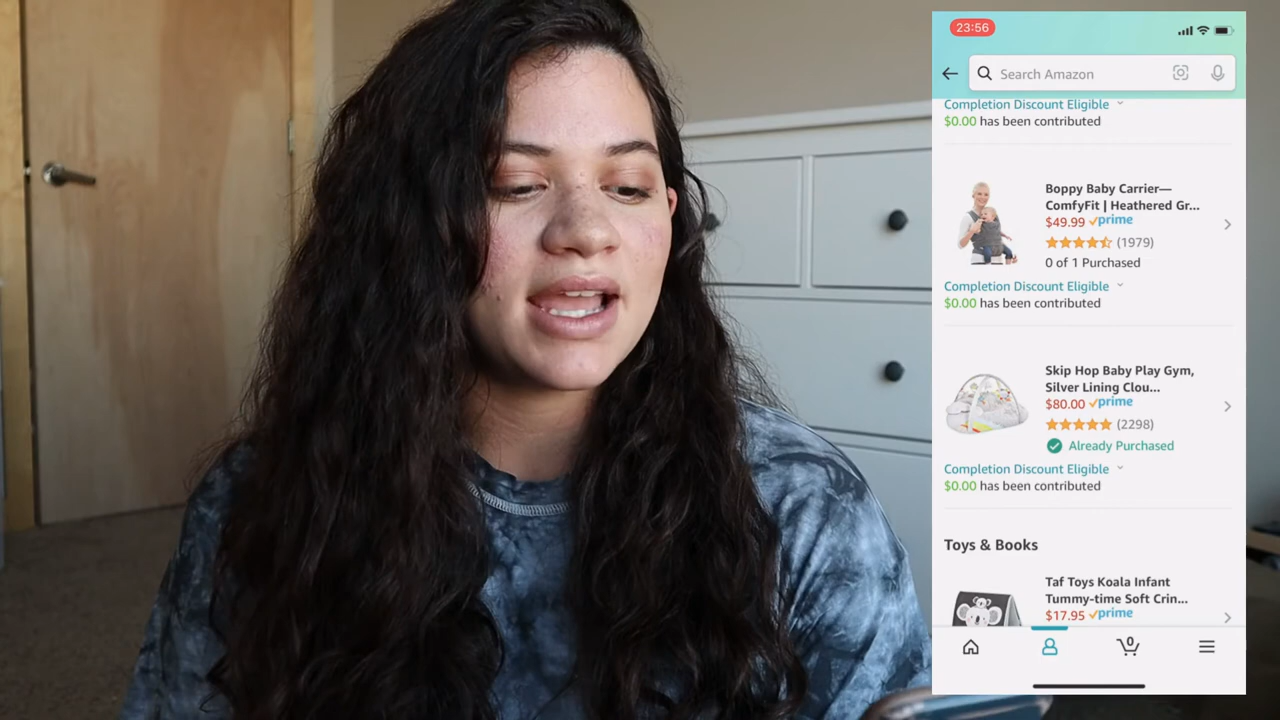 23:56
Search Amazon
Completion Discount Eligible
$0.00 has been contributed
Boppy Baby Carrier—
ComfyFit | Heathered Gr...
$49.99 prime
(1979)
0 of 1 Purchased
Completion Discount Eligible
$0.00 has been contributed
Skip Hop Baby Play Gym,
Silver Lining Clou...
$80.00 prime
(2298)
Already Purchased
Completion Discount Eligible
$0.00 has been contributed
Toys & Books
Taf Toys Koala Infant
Tummy-time Soft Crin...
$17.95 prime
0